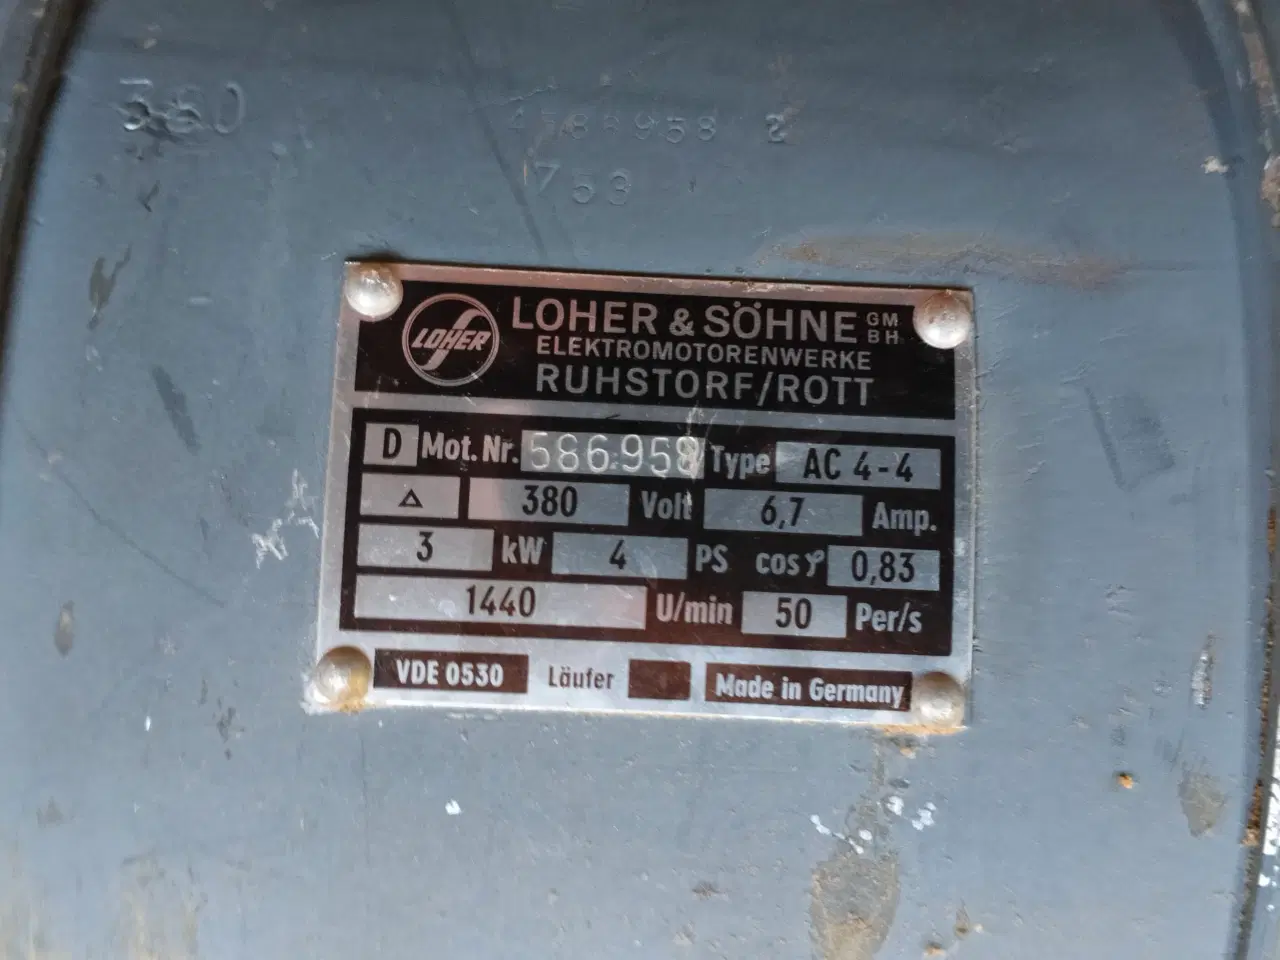 380
4586958 2
753
LOHER
LOHER & SÖHNE GMBH
ELEKTROMOTORENWERKE
RUHSTORF/ROTT
D Mot. Nr. 586958 Type AC 4-4
△ 380 Volt 6,7 Amp.
3 kW 4 PS cos φ 0,83
1440 U/min 50 Per/s
VDE 0530 Läufer Made in Germany